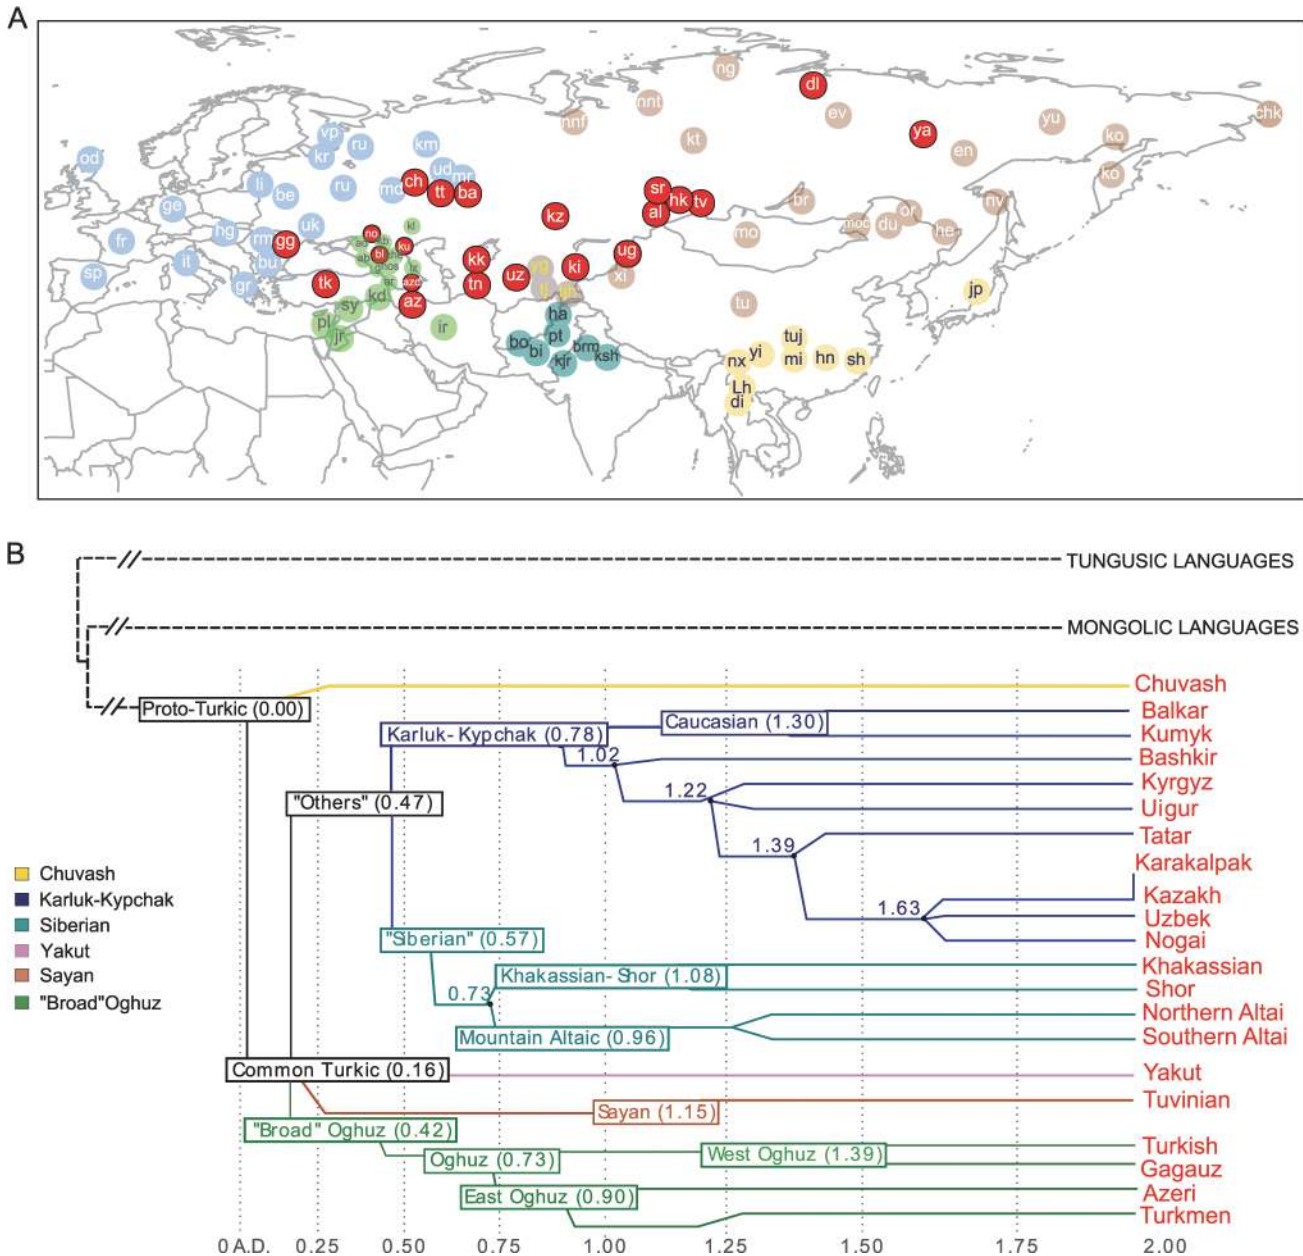 A
ng
dl
nnt
nnf
ev
chk
yu
ya
ko
vp
ru
km
kt
kr
en
od
ud
mr
ko
li
ru
md
ch
tt
ba
sr
be
hk
tv
br
nv
ge
al
or
kz
moc
du
hg
uk
kl
he
fr
rm
gg
no
mo
ku
ug
it
bu
bl
kk
yg
ki
sp
uz
xi
gr
tk
azd
tn
jp
kd
az
sy
tu
pl
ha
jr
ir
pt
tuj
bo
bi
brm
ksh
kjr
nx
yi
mi
hn
sh
Lh
di
B
TUNGUSIC LANGUAGES
MONGOLIC LANGUAGES
Chuvash
Proto-Turkic (0.00)
Balkar
Caucasian (1.30)
Karluk-Kypchak (0.78)
Kumyk
1.02
Bashkir
Kyrgyz
1.22
"Others" (0.47)
Uigur
Tatar
1.39
Karakalpak
Chuvash
Kazakh
Karluk-Kypchak
1.63
Uzbek
Siberian
"Siberian" (0.57)
Nogai
Yakut
Khakassian
Sayan
Khakassian-Shor (1.08)
Shor
"Broad"Oghuz
0.73
Northern Altai
Mountain Altaic (0.96)
Southern Altai
Common Turkic (0.16)
Yakut
Tuvinian
Sayan (1.15)
"Broad" Oghuz (0.42)
Turkish
West Oghuz (1.39)
Oghuz (0.73)
Gagauz
East Oghuz (0.90)
Azeri
Turkmen
0 A.D. 0.25 0.50 0.75 1.00 1.25 1.50 1.75 2.00